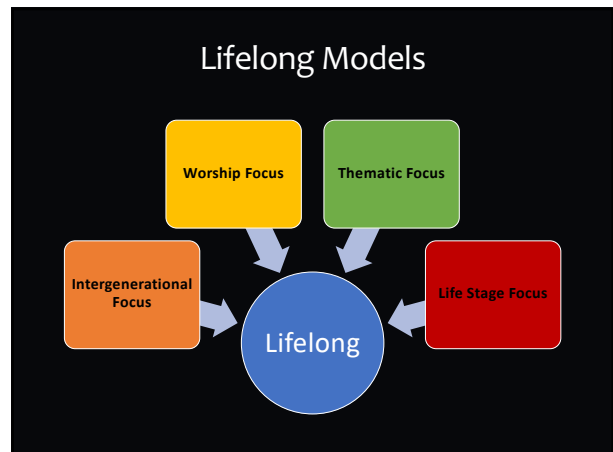 Lifelong Models
Worship Focus
Thematic Focus
Intergenerational
Focus
Life Stage Focus
Lifelong